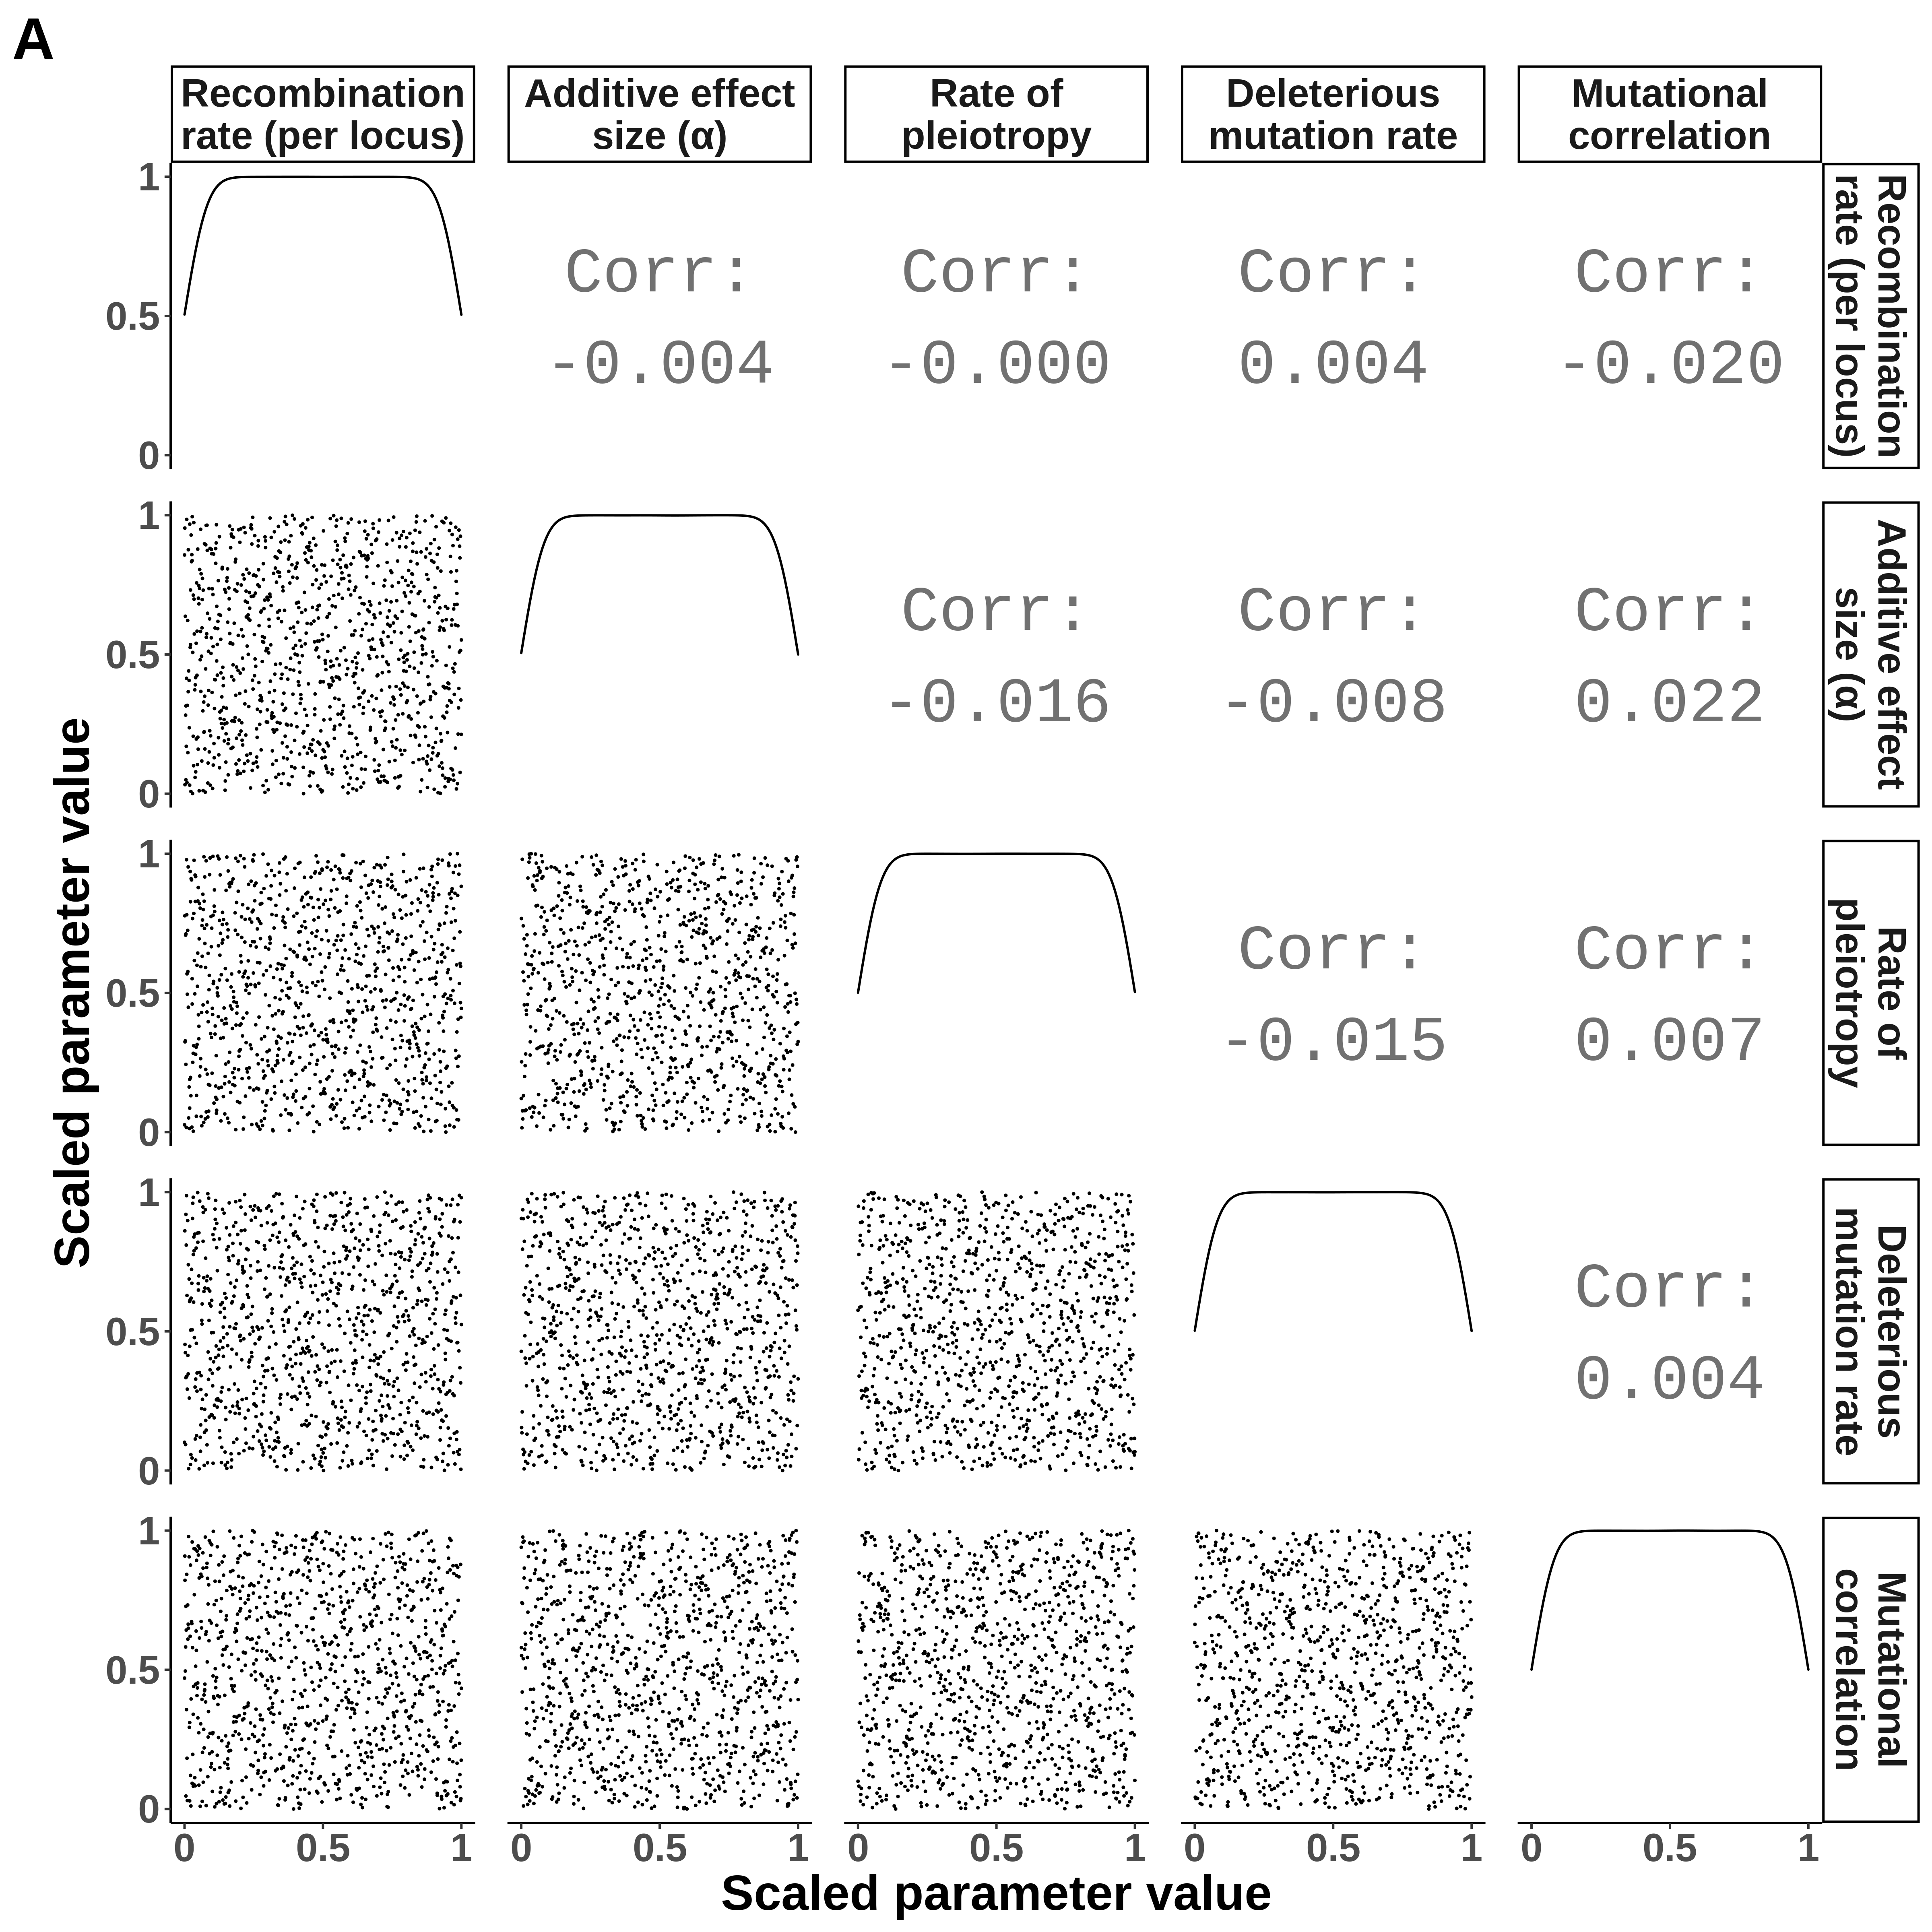 A
Recombination
rate (per locus)
Additive effect
size (α)
Rate of
pleiotropy
Deleterious
mutation rate
Mutational
correlation
1
0.5
0
Corr:
-0.004
Corr:
-0.000
Corr:
0.004
Corr:
-0.020
Recombination
rate (per locus)
1
0.5
0
Corr:
-0.016
Corr:
-0.008
Corr:
0.022
Additive effect
size (α)
Scaled parameter value
1
0.5
0
Corr:
-0.015
Corr:
0.007
Rate of
pleiotropy
1
0.5
0
Corr:
0.004
Deleterious
mutation rate
1
0.5
0
Mutational
correlation
0 0.5 1 0 0.5 1 0 0.5 1 0 0.5 1 0 0.5 1
Scaled parameter value